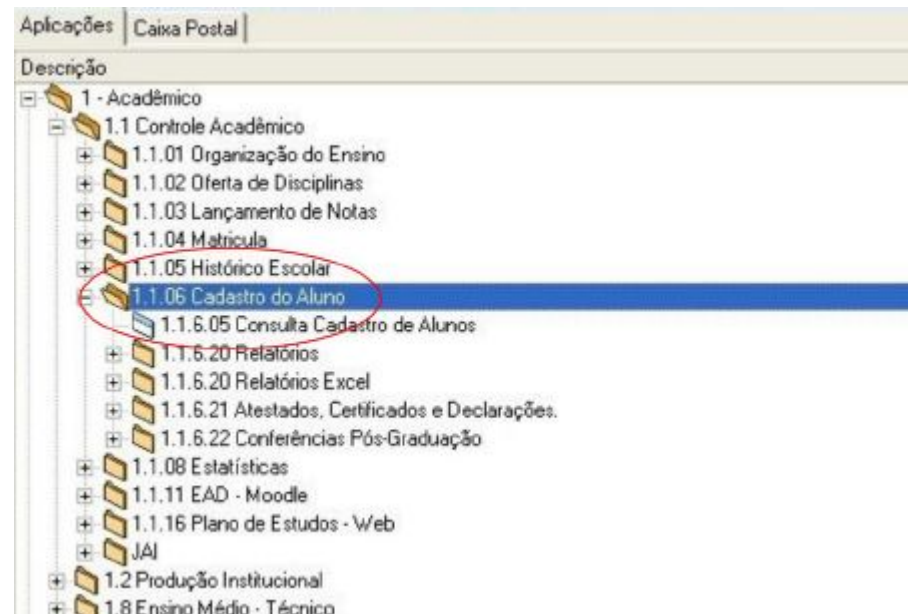 Aplicações Caixa Postal
Descrição
1 - Acadêmico
1.1 Controle Acadêmico
1.1.01 Organização do Ensino
1.1.02 Oferta de Disciplinas
1.1.03 Lançamento de Notas
1.1.04 Matricula
1.1.05 Histórico Escolar
1.1.06 Cadastro do Aluno
1.1.6.05 Consulta Cadastro de Alunos
1.1.6.20 Relatórios
1.1.6.20 Relatórios Excel
1.1.6.21 Atestados, Certificados e Declarações.
1.1.6.22 Conferências Pós-Graduação
1.1.08 Estatísticas
1.1.11 EAD - Moodle
1.1.16 Plano de Estudos - Web
JAI
1.2 Produção Institucional
1.8 Ensino Médio - Técnico